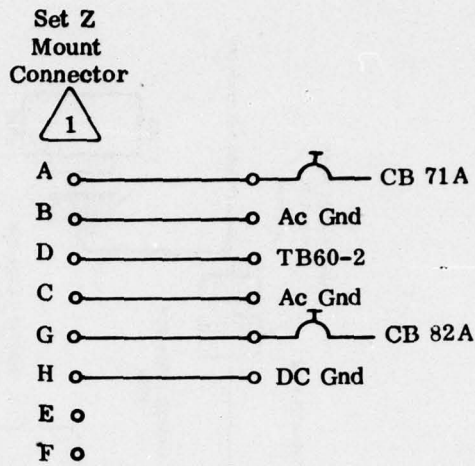 Set Z
Mount
Connector
1
A CB 71A
B Ac Gnd
D TB60-2
C Ac Gnd
G CB 82A
H DC Gnd
E
F